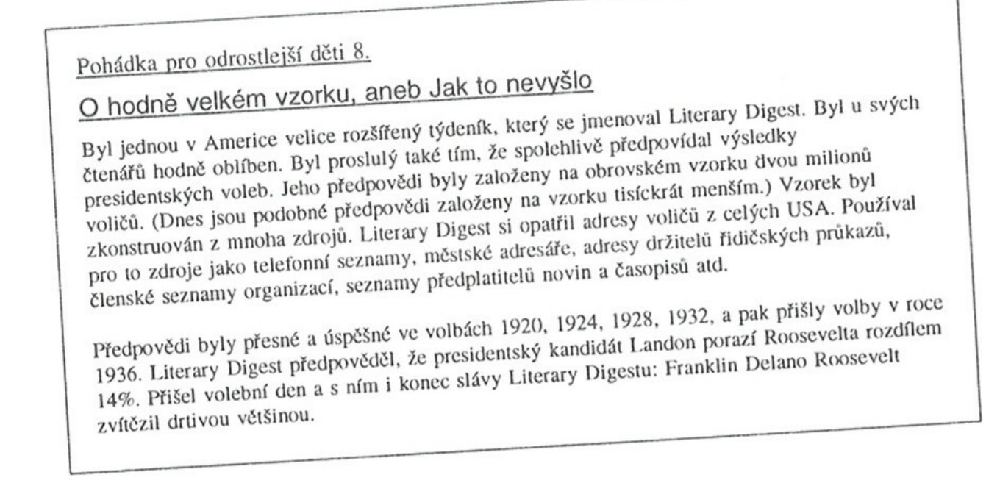 Pohádka pro odrostlejší děti 8.
O hodně velkém vzorku, aneb Jak to nevyšlo
Byl jednou v Americe velice rozšířený týdeník, který se jmenoval Literary Digest. Byl u svých
čtenářů hodně oblíben. Byl proslulý také tím, že spolehlivě předpovídal výsledky
presidentských voleb. Jeho předpovědi byly založeny na obrovském vzorku dvou milionů
voličů. (Dnes jsou podobné předpovědi založeny na vzorku tisíckrát menším.) Vzorek byl
zkonstruován z mnoha zdrojů. Literary Digest si opatřil adresy voličů z celých USA. Používal
pro to zdroje jako telefonní seznamy, městské adresáře, adresy držitelů řidičských průkazů,
členské seznamy organizací, seznamy předplatitelů novin a časopisů atd.
Předpovědi byly přesné a úspěšné ve volbách 1920, 1924, 1928, 1932, a pak přišly volby v roce
1936. Literary Digest předpověděl, že presidentský kandidát Landon porazí Roosevelta rozdílem
14%. Přišel volební den a s ním i konec slávy Literary Digestu: Franklin Delano Roosevelt
zvítězil drtivou většinou.